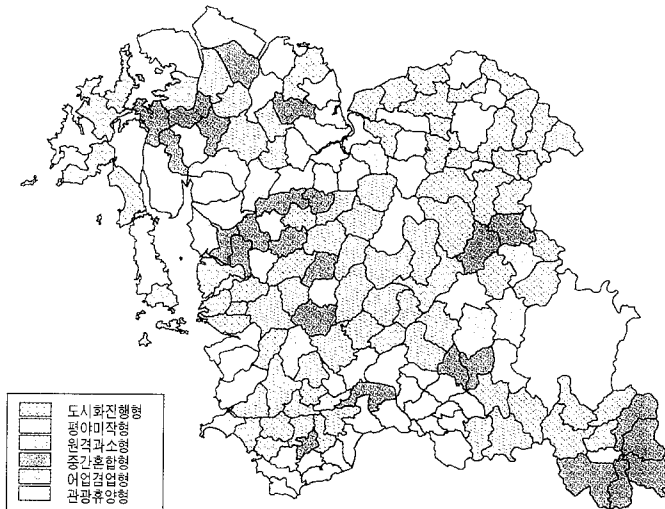 도시화진행형
평야미작형
원격과소형
중간혼합형
어업겸업형
관광휴양형